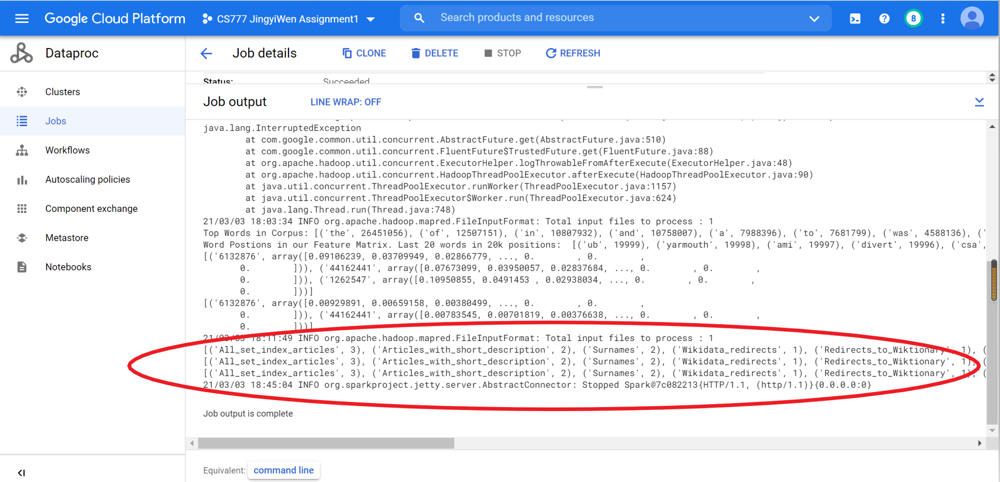 Google Cloud Platform
CS777 JingyiWen Assignment1
Search products and resources
8
Dataproc
Job details
CLONE
DELETE
STOP
REFRESH
Clusters
Jobs
Workflows
Autoscaling policies
Component exchange
Metastore
Notebooks
Status: Succeeded
Job output
LINE WRAP: OFF
java.lang.InterruptedException
at com.google.common.util.concurrent.AbstractFuture.get(AbstractFuture.java:510)
at com.google.common.util.concurrent.FluentFuture$TrustedFuture.get(FluentFuture.java:88)
at org.apache.hadoop.util.concurrent.ExecutorHelper.logThrowableFromAfterExecute(ExecutorHelper.java:48)
at org.apache.hadoop.util.concurrent.HadoopThreadPoolExecutor.afterExecute(HadoopThreadPoolExecutor.java:90)
at java.util.concurrent.ThreadPoolExecutor.runWorker(ThreadPoolExecutor.java:1157)
at java.util.concurrent.ThreadPoolExecutor$Worker.run(ThreadPoolExecutor.java:624)
at java.lang.Thread.run(Thread.java:748)
21/03/03 18:03:34 INFO org.apache.hadoop.mapred.FileInputFormat: Total input files to process : 1
Top Words in Corpus: [('the', 26451056), ('of', 12507151), ('in', 10807932), ('and', 10758007), ('a', 7988396), ('to', 7681799), ('was', 4588136), ('
Word Postions in our Feature Matrix. Last 20 words in 20k positions:  [('ub', 19999), ('yarmouth', 19998), ('ami', 19997), ('divert', 19996), ('csa',
[('6132876', array([0.09106239, 0.03709949, 0.02866779, ..., 0.        , 0.        ,
0.        ])), ('44162441', array([0.07673099, 0.03950057, 0.02837684, ..., 0.        , 0.        ,
0.        ])), ('1262547', array([0.10950855, 0.0491453 , 0.02938034, ..., 0.        , 0.        ,
0.        ]))]
[('6132876', array([0.00929891, 0.00659158, 0.00380499, ..., 0.        , 0.        ,
0.        ])), ('44162441', array([0.00783545, 0.00701819, 0.00376638, ..., 0.        , 0.        ,
0.        ]))]
21/03/03 18:11:49 INFO org.apache.hadoop.mapred.FileInputFormat: Total input files to process : 1
[('All_set_index_articles', 3), ('Articles_with_short_description', 2), ('Surnames', 2), ('Wikidata_redirects', 1), ('Redirects_to_Wiktionary', 1), (
[('All_set_index_articles', 3), ('Articles_with_short_description', 2), ('Surnames', 2), ('Wikidata_redirects', 1), ('Redirects_to_Wiktionary', 1), (
[('All_set_index_articles', 3), ('Articles_with_short_description', 2), ('Surnames', 2), ('Wikidata_redirects', 1), ('Redirects_to_Wiktionary', 1), (
21/03/03 18:45:04 INFO org.sparkproject.jetty.server.AbstractConnector: Stopped Spark@7c082213{HTTP/1.1, (http/1.1)}{0.0.0.0:0}
Job output is complete
Equivalent: command line